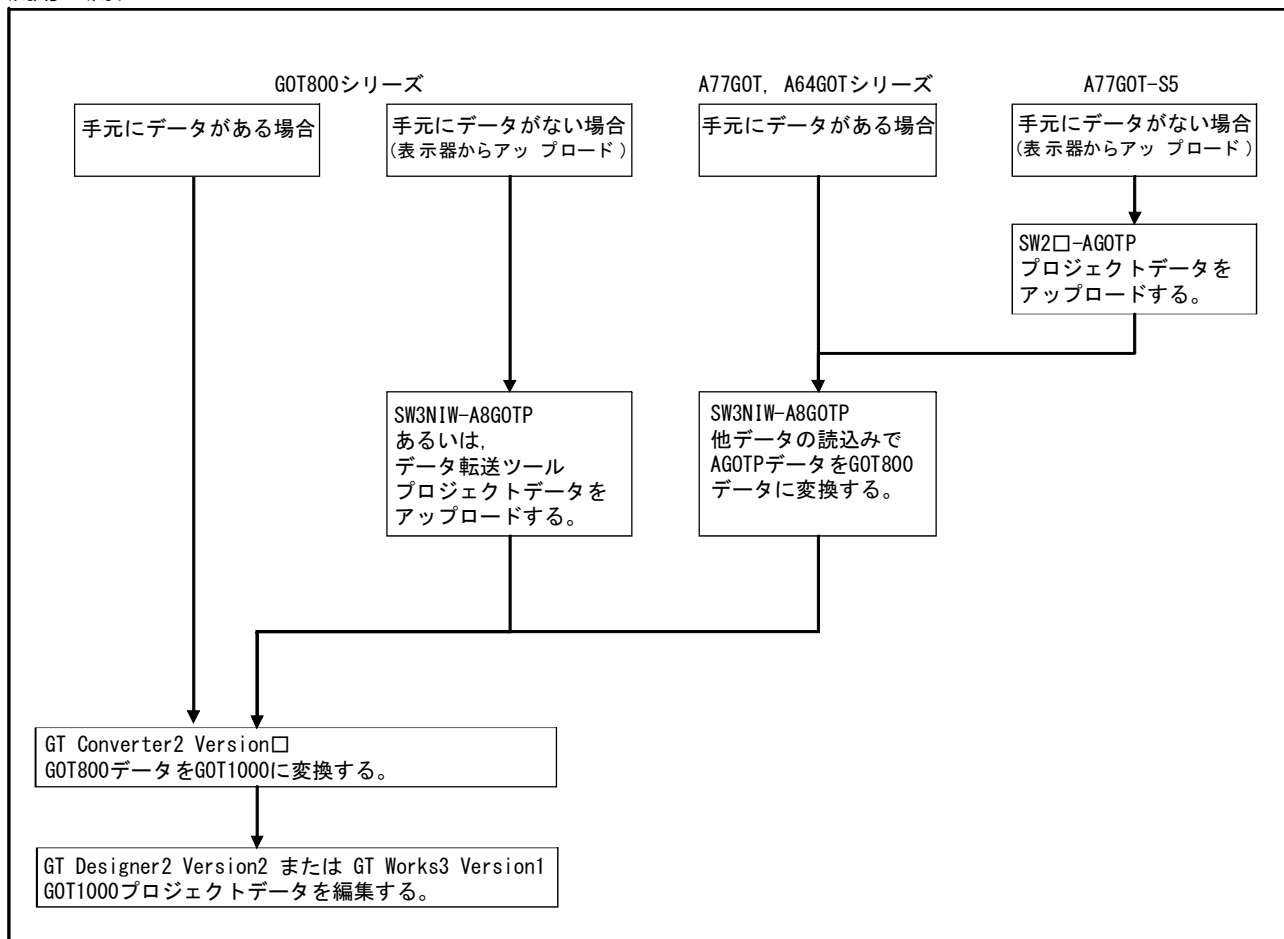 GOT800シリーズ
A77GOT, A64GOTシリーズ
A77GOT-S5
手元にデータがある場合
手元にデータがない場合
(表示器からアップロード)
手元にデータがある場合
手元にデータがない場合
(表示器からアップロード)
SW2□-AGOTP
プロジェクトデータを
アップロードする。
SW3NIW-A8GOTP
あるいは,
データ転送ツール
プロジェクトデータを
アップロードする。
SW3NIW-A8GOTP
他データの読込みで
AGOTPデータをGOT800
データに変換する。
GT Converter2 Version□
GOT800データをGOT1000に変換する。
GT Designer2 Version2 または GT Works3 Version1
GOT1000プロジェクトデータを編集する。